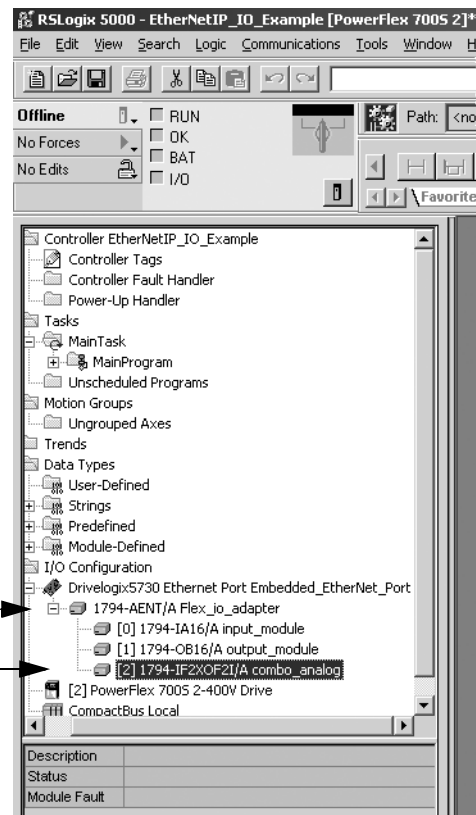 RSLogix 5000 - EtherNetIP_IO_Example [PowerFlex 700S 2]*
File Edit View Search Logic Communications Tools Window H
Offline
RUN
Path: <no
No Forces
OK
BAT
No Edits
I/O
Favorite
Controller EtherNetIP_IO_Example
Controller Tags
Controller Fault Handler
Power-Up Handler
Tasks
MainTask
MainProgram
Unscheduled Programs
Motion Groups
Ungrouped Axes
Trends
Data Types
User-Defined
Strings
Predefined
Module-Defined
I/O Configuration
Drivelogix5730 Ethernet Port Embedded_EtherNet_Port
1794-AENT/A Flex_io_adapter
[0] 1794-IA16/A input_module
[1] 1794-OB16/A output_module
[2] 1794-IF2XOF2I/A combo_analog
[2] PowerFlex 700S 2-400V Drive
CompactBus Local
Description
Status
Module Fault